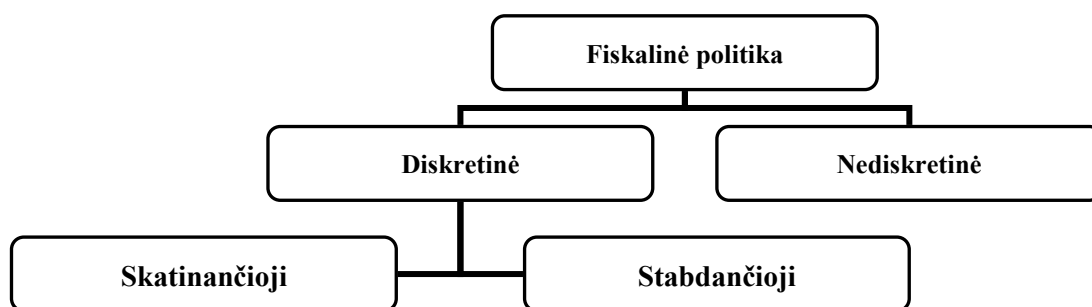 Fiskalinė politika
Diskretinė
Nediskretinė
Skatinančioji
Stabdančioji